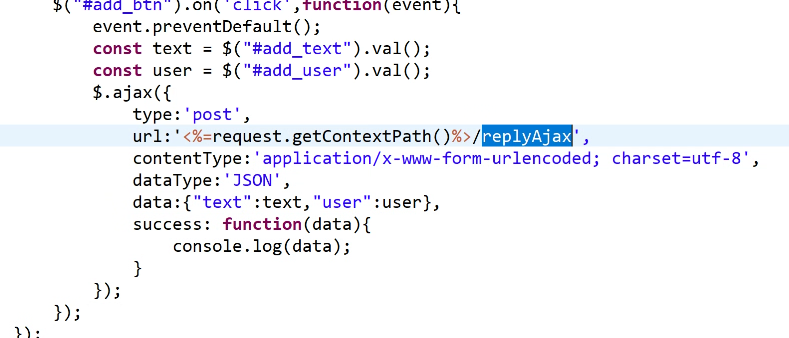 $("#add_btn").on('click',function(event){
event.preventDefault();
const text = $("#add_text").val();
const user = $("#add_user").val();
$.ajax({
type:'post',
url:'<%=request.getContextPath()%>/replyAjax',
contentType:'application/x-www-form-urlencoded; charset=utf-8',
dataType:'JSON',
data:{"text":text,"user":user},
success: function(data){
console.log(data);
}
});
});
});